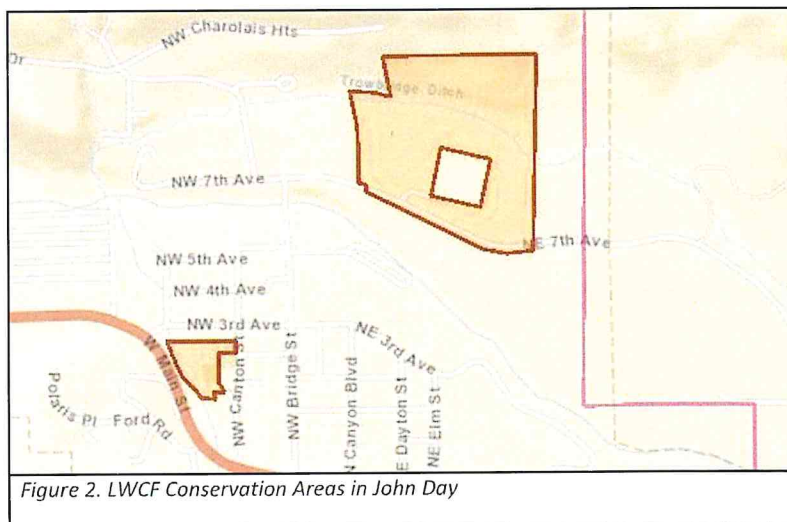 NW Charolais Hts
Dr
Trowbridge Ditch
NW 7th Ave
NE 7th Ave
NW 5th Ave
NW 4th Ave
NW 3rd Ave
NE 3rd Ave
W Main St
NW Canton St
NW Bridge St
N Canyon Blvd
E Dayton St
NE Elm St
Polaris Pl
Ford Rd
Figure 2. LWCF Conservation Areas in John Day